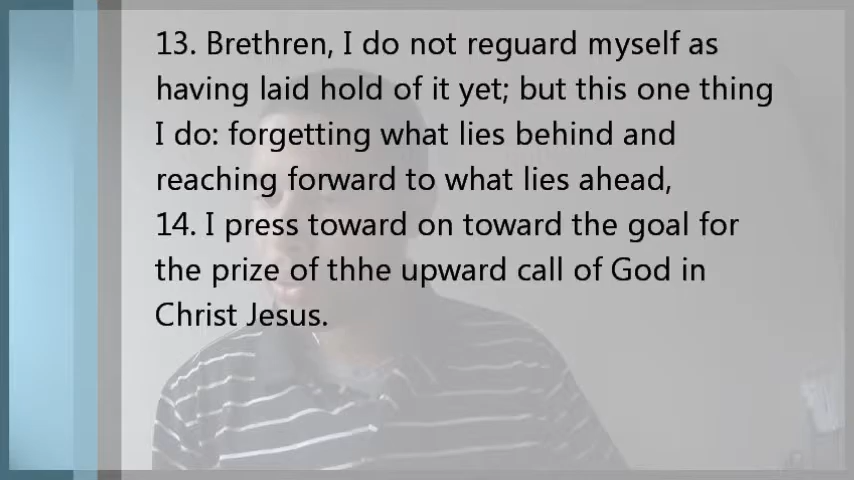 13. Brethren, I do not reguard myself as
having laid hold of it yet; but this one thing
I do: forgetting what lies behind and
reaching forward to what lies ahead,
14. I press toward on toward the goal for
the prize of thhe upward call of God in
Christ Jesus.